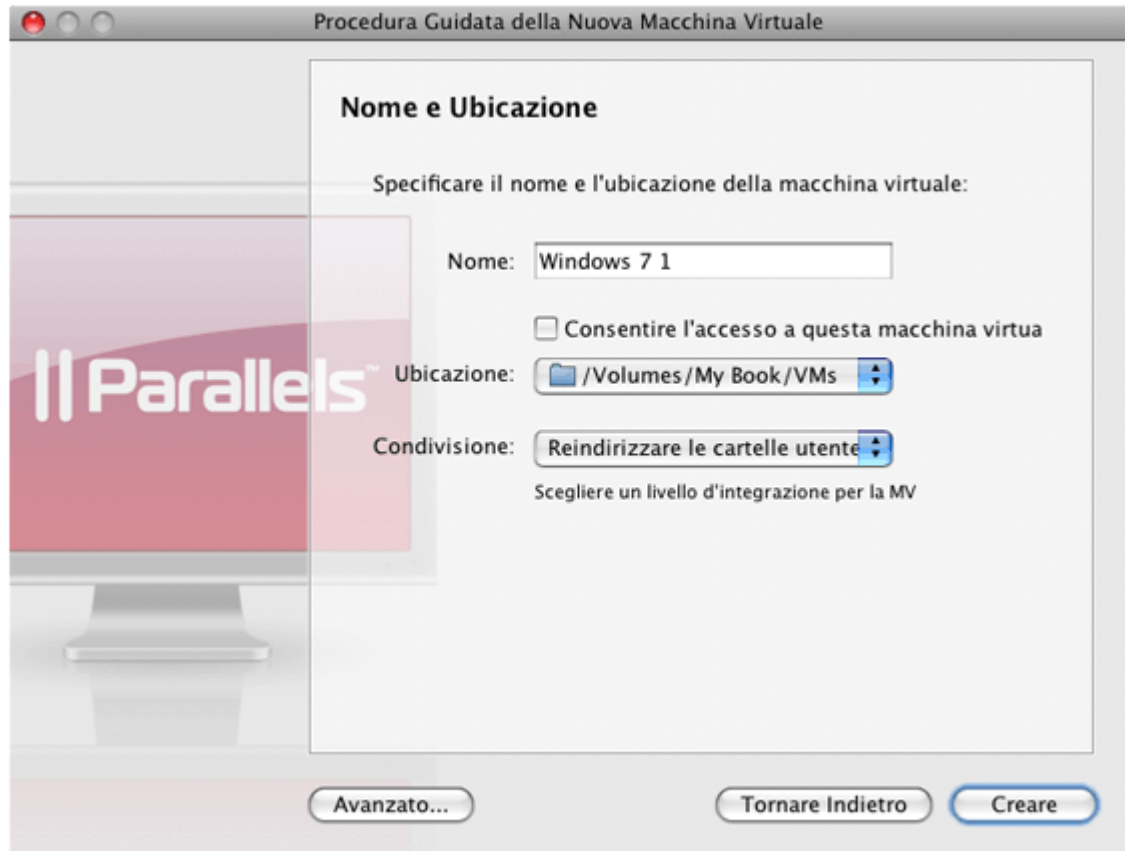 Procedura Guidata della Nuova Macchina Virtuale
Nome e Ubicazione
Specificare il nome e l'ubicazione della macchina virtuale:
Nome: Windows 7 1
Consentire l'accesso a questa macchina virtua
Ubicazione: /Volumes/My Book/VMs
Condivisione: Reindirizzare le cartelle utente
Scegliere un livello d'integrazione per la MV
|| Parallels™
Avanzato... Tornare Indietro Creare